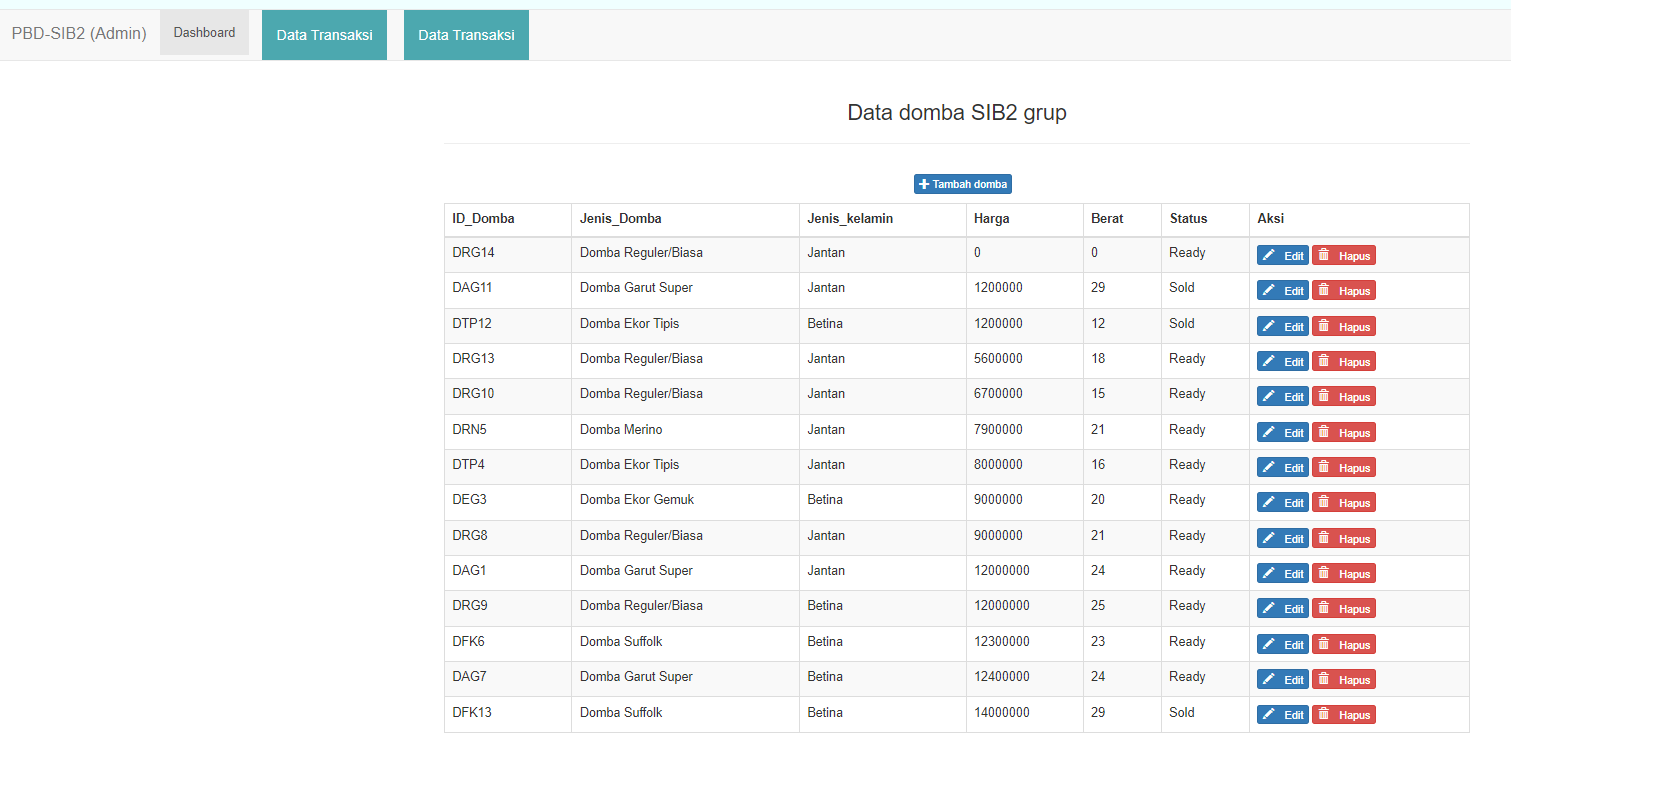 PBD-SIB2 (Admin) Dashboard Data Transaksi Data Transaksi
Data domba SIB2 grup
Tambah domba
ID_Domba Jenis_Domba Jenis_kelamin Harga Berat Status Aksi
DRG14 Domba Reguler/Biasa Jantan 0 0 Ready Edit Hapus
DAG11 Domba Garut Super Jantan 1200000 29 Sold Edit Hapus
DTP12 Domba Ekor Tipis Betina 1200000 12 Sold Edit Hapus
DRG13 Domba Reguler/Biasa Jantan 5600000 18 Ready Edit Hapus
DRG10 Domba Reguler/Biasa Jantan 6700000 15 Ready Edit Hapus
DRN5 Domba Merino Jantan 7900000 21 Ready Edit Hapus
DTP4 Domba Ekor Tipis Jantan 8000000 16 Ready Edit Hapus
DEG3 Domba Ekor Gemuk Betina 9000000 20 Ready Edit Hapus
DRG8 Domba Reguler/Biasa Jantan 9000000 21 Ready Edit Hapus
DAG1 Domba Garut Super Jantan 12000000 24 Ready Edit Hapus
DRG9 Domba Reguler/Biasa Betina 12000000 25 Ready Edit Hapus
DFK6 Domba Suffolk Betina 12300000 23 Ready Edit Hapus
DAG7 Domba Garut Super Betina 12400000 24 Ready Edit Hapus
DFK13 Domba Suffolk Betina 14000000 29 Sold Edit Hapus